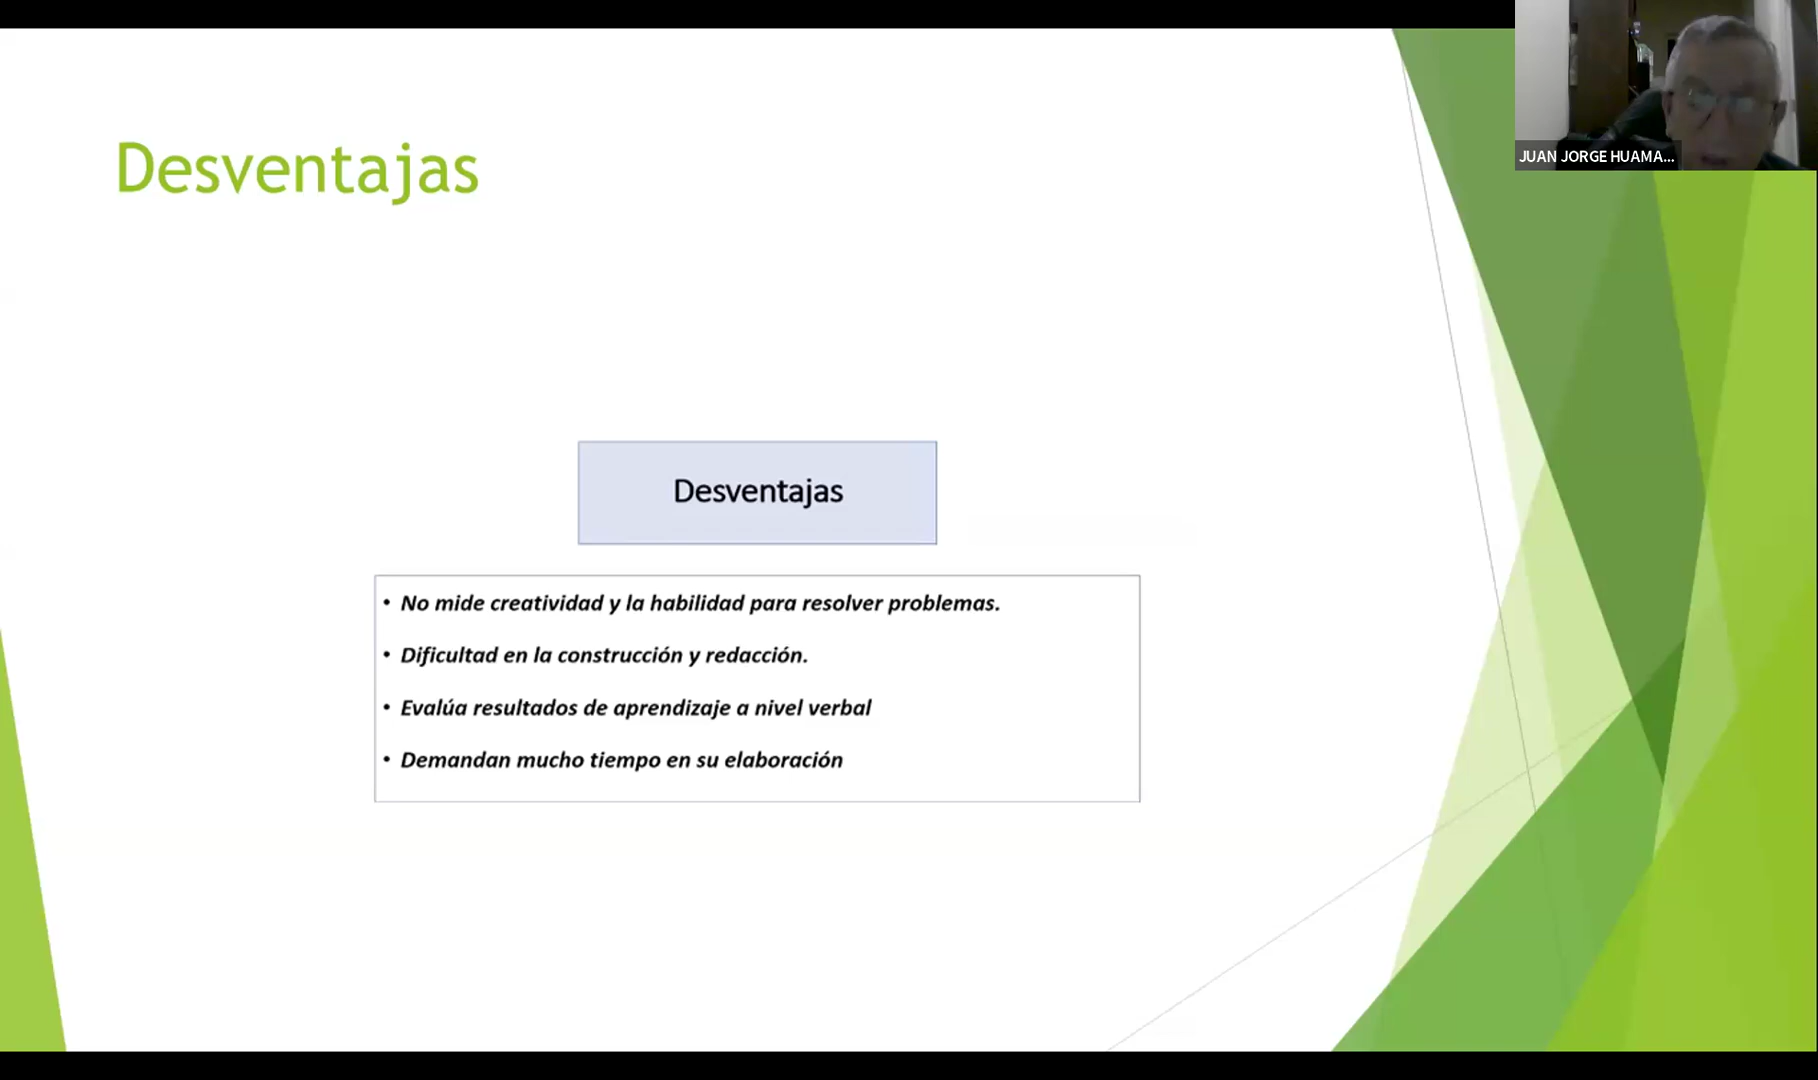 JUAN JORGE HUAMA...
Desventajas
Desventajas
• No mide creatividad y la habilidad para resolver problemas.
• Dificultad en la construcción y redacción.
• Evalúa resultados de aprendizaje a nivel verbal
• Demandan mucho tiempo en su elaboración